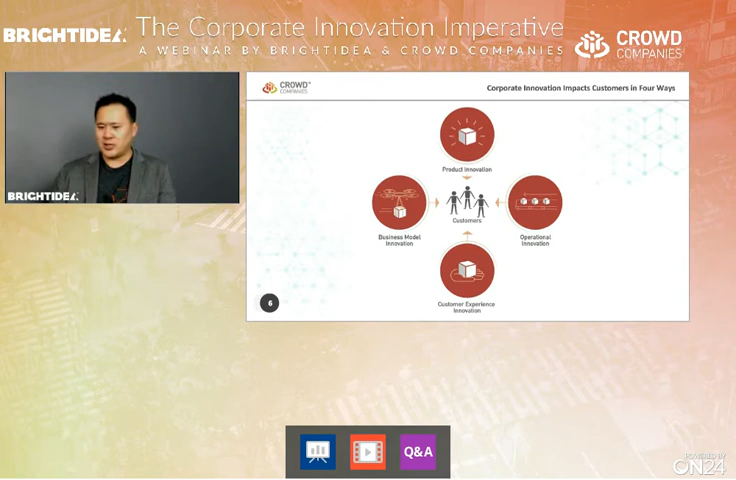 BRIGHTIDEA
The Corporate Innovation Imperative
A WEBINAR BY BRIGHTIDEA & CROWD COMPANIES
CROWD
COMPANIES
CROWD
COMPANIES
Corporate Innovation Impacts Customers in Four Ways
BRIGHTIDEA
Product Innovation
Customers
Business Model
Innovation
Operational
Innovation
Customer Experience
Innovation
6
Q&A
POWERED BY
ON24